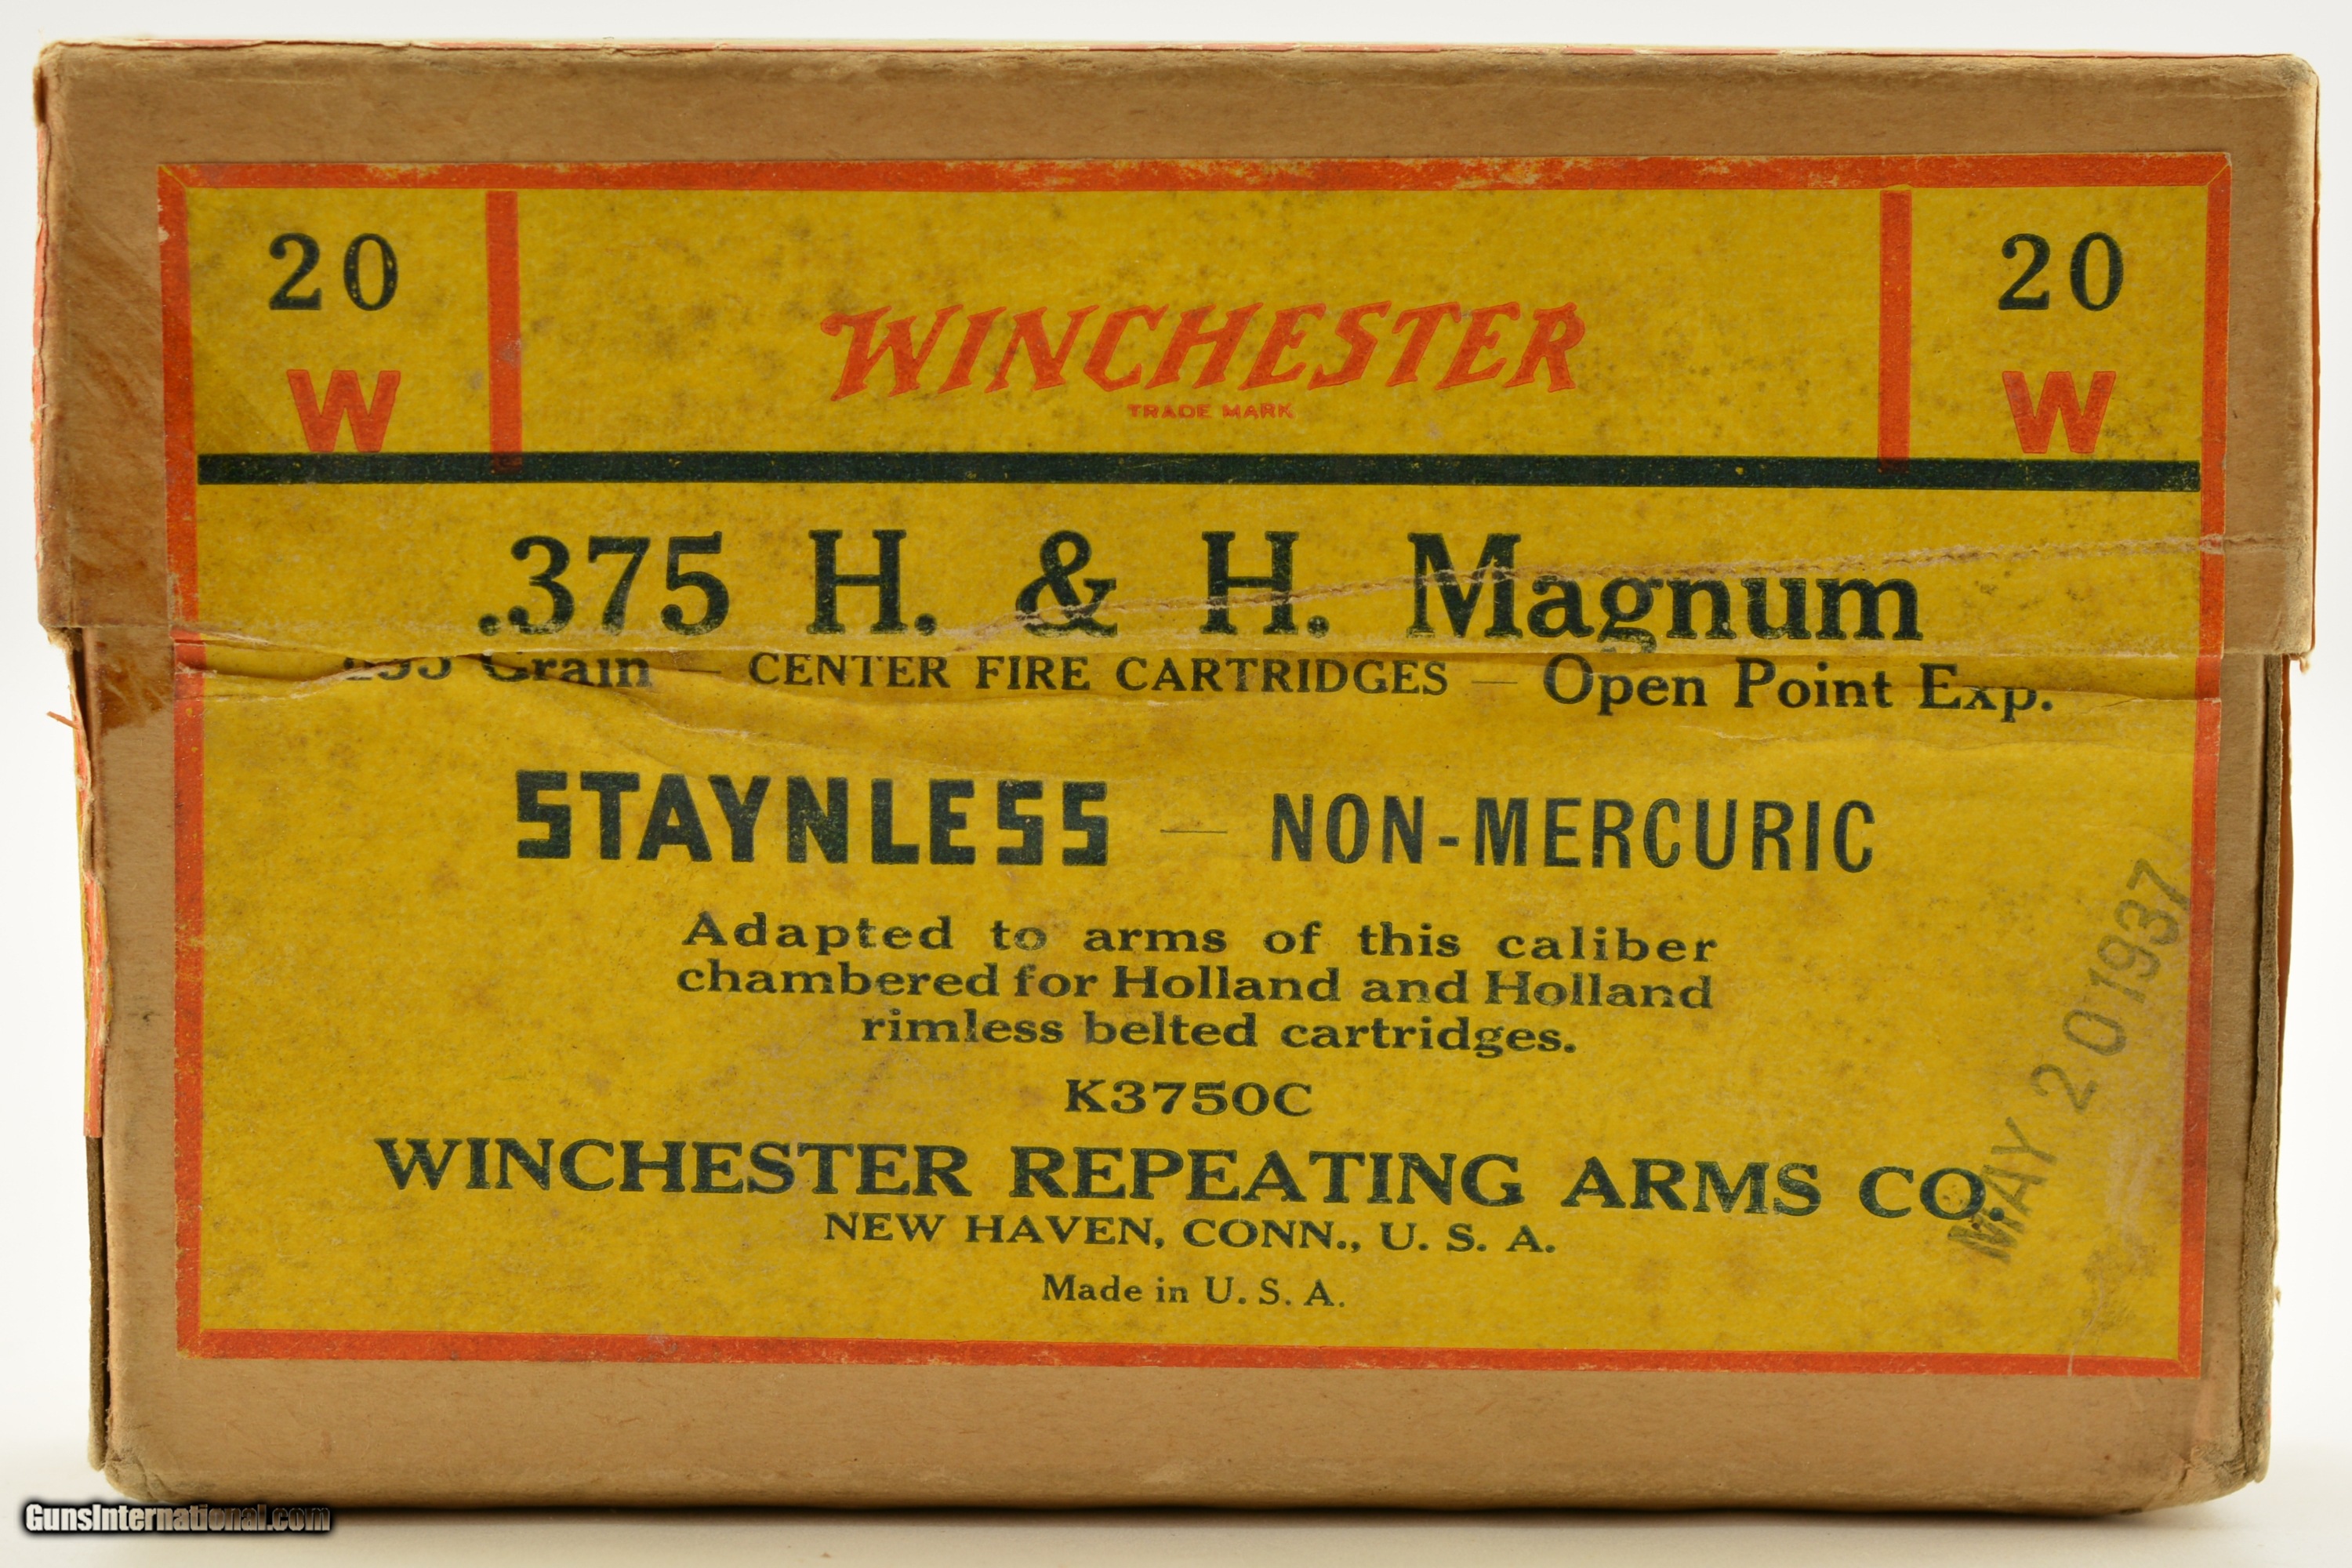 20
W
WINCHESTER
TRADE MARK
20
W
.375 H. & H. Magnum
Grain — CENTER FIRE CARTRIDGES — Open Point Exp.
STAYNLESS — NON-MERCURIC
Adapted to arms of this caliber
chambered for Holland and Holland
rimless belted cartridges.
K3750C
WINCHESTER REPEATING ARMS CO.
NEW HAVEN, CONN., U. S. A.
Made in U. S. A.
MAY 20 1937
GunsInternational.com